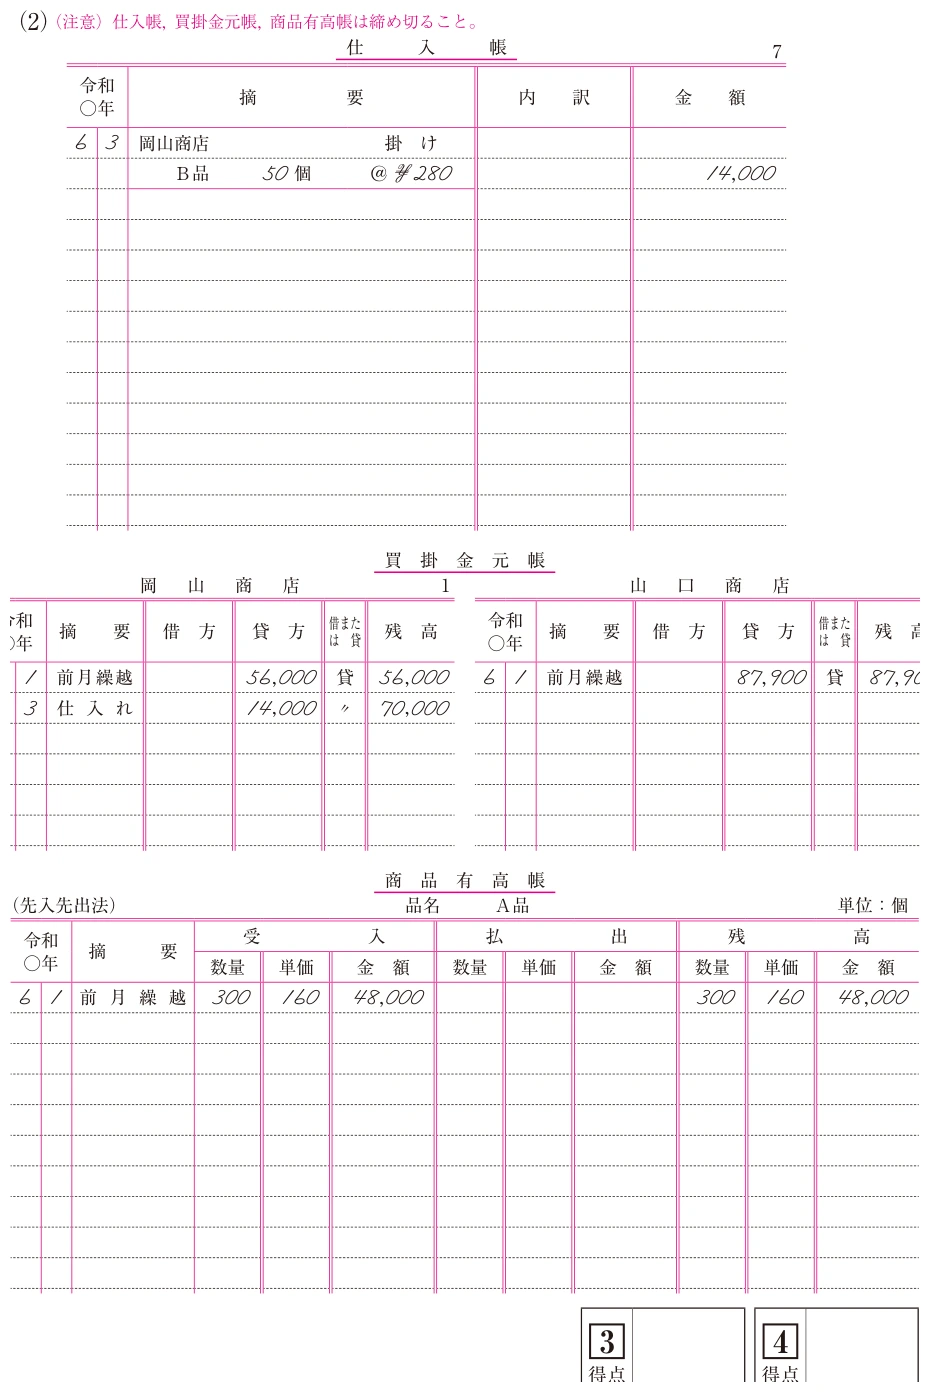 (2)（注意）仕入帳, 買掛金元帳, 商品有高帳は締め切ること。
仕 入 帳 7
令和○年 摘 要 内 訳 金 額
6 3 岡山商店 掛 け
B品 50個 @¥280 14,000
買 掛 金 元 帳
岡 山 商 店 1
令和○年 摘 要 借 方 貸 方 借または貸 残 高
1 前月繰越 56,000 貸 56,000
3 仕 入 れ 14,000 〃 70,000
山 口 商 店
令和○年 摘 要 借 方 貸 方 借または貸 残 高
6 1 前月繰越 87,900 貸 87,90
商 品 有 高 帳
(先入先出法) 品名 A品 単位：個
令和○年 摘 要 受 入 払 出 残 高
数量 単価 金 額 数量 単価 金 額 数量 単価 金 額
6 1 前 月 繰 越 300 160 48,000 300 160 48,000
3 得点
4 得点